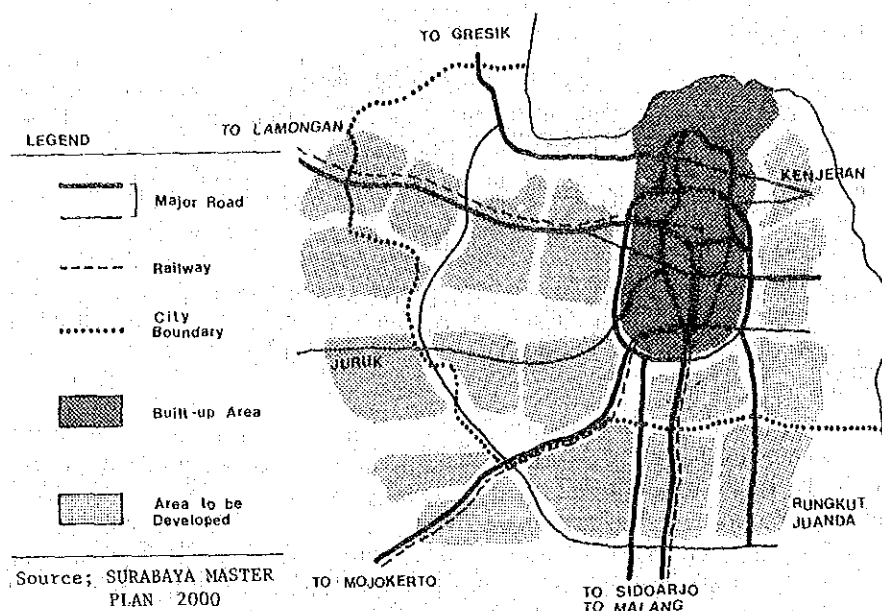 TO GRESIK
TO LAMONGAN
LEGEND
Major Road
Railway
City
Boundary
Built-up Area
Area to be
Developed
Source; SURABAYA MASTER
PLAN 2000
KENJERAN
JURUK
RUNGKUT
JUANDA
TO MOJOKERTO
TO SIDOARJO
TO MALANG